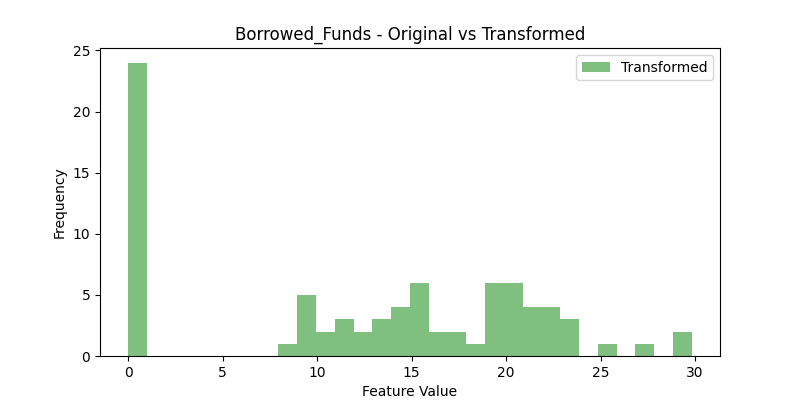 Borrowed_Funds - Original vs Transformed
Transformed
Frequency
25
20
15
10
5
0
0 5 10 15 20 25 30
Feature Value